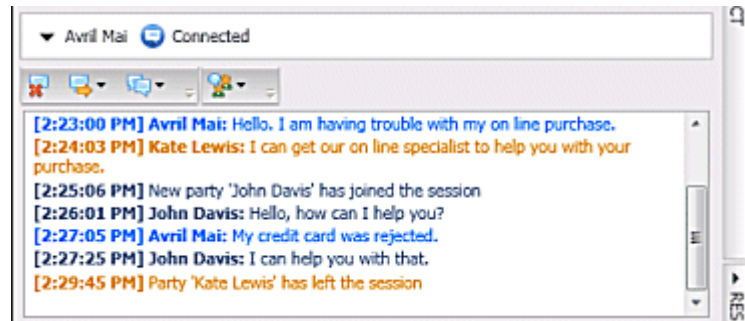 Avril Mai Connected
CT
[2:23:00 PM] Avril Mai: Hello. I am having trouble with my on line purchase.
[2:24:03 PM] Kate Lewis: I can get our on line specialist to help you with your
purchase.
[2:25:06 PM] New party 'John Davis' has joined the session
[2:26:01 PM] John Davis: Hello, how can I help you?
[2:27:05 PM] Avril Mai: My credit card was rejected.
[2:27:25 PM] John Davis: I can help you with that.
[2:29:45 PM] Party 'Kate Lewis' has left the session
RES